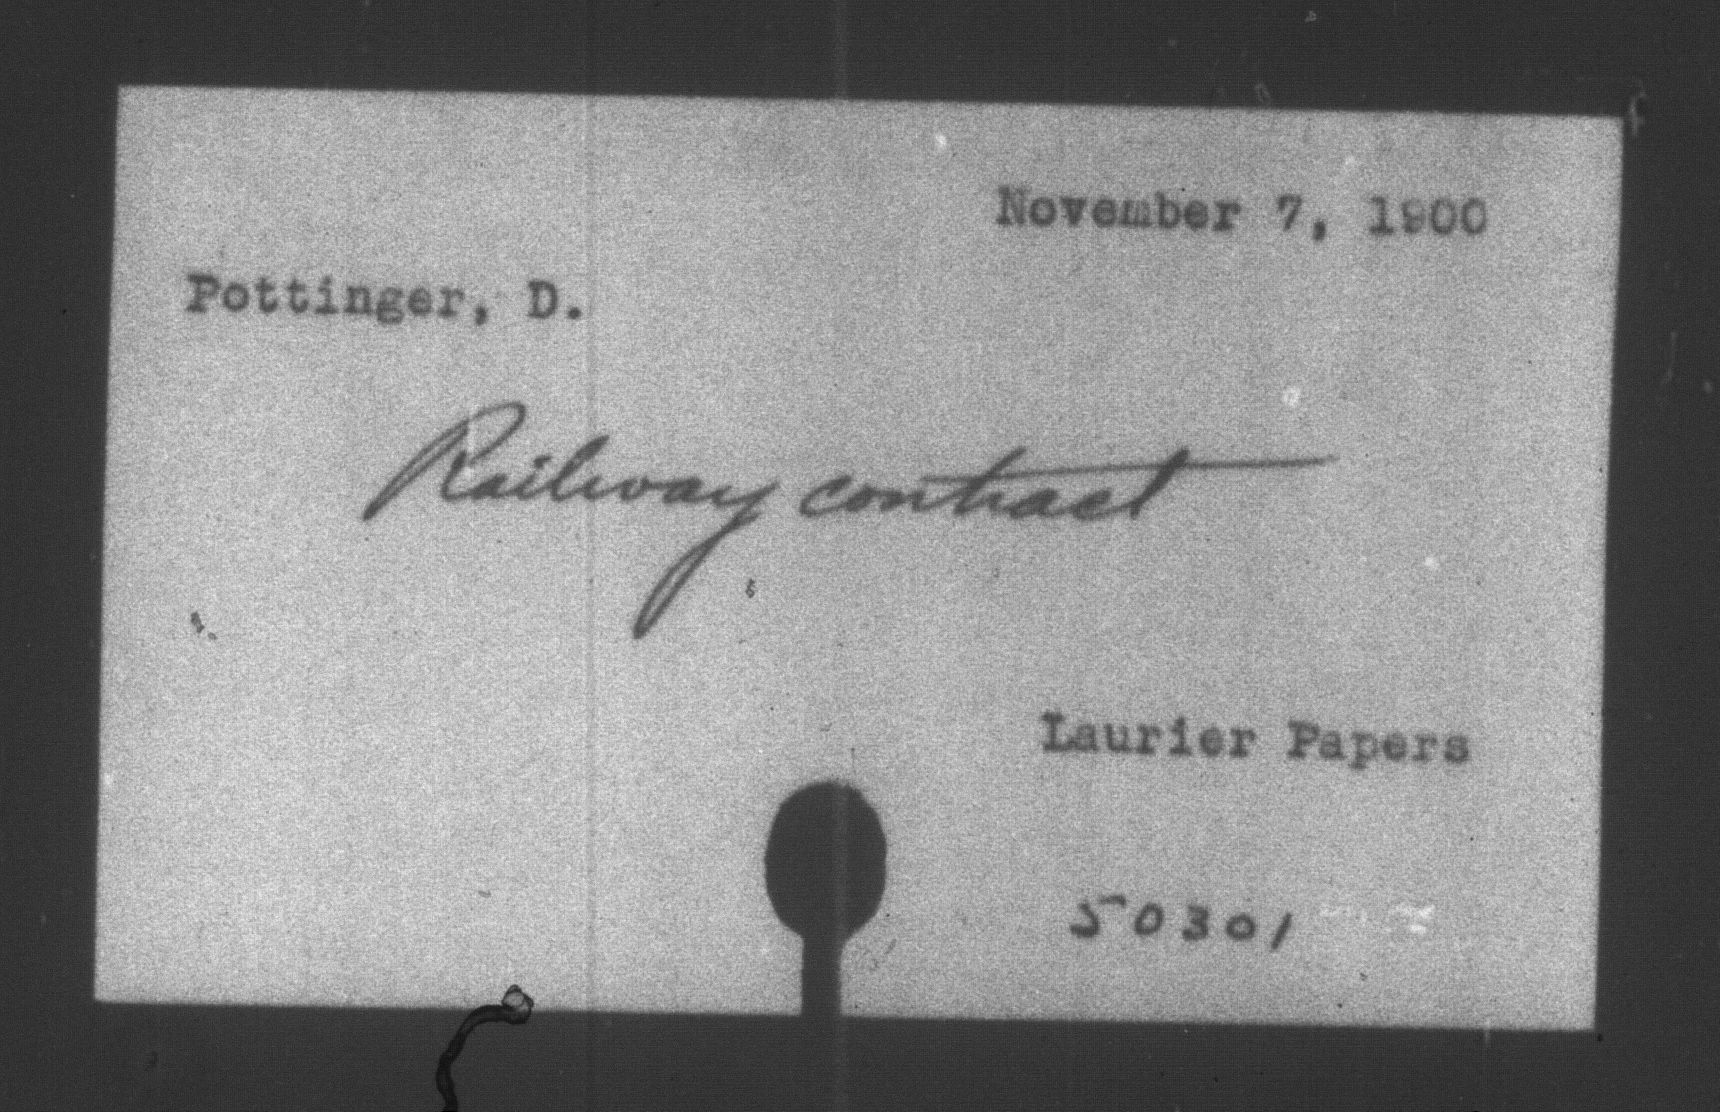 November 7, 1900
Pottinger, D.
Railway contract
Laurier Papers
50301